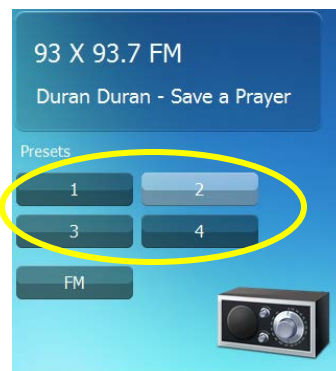 93 X 93.7 FM
Duran Duran - Save a Prayer
Presets
1 2
3 4
FM